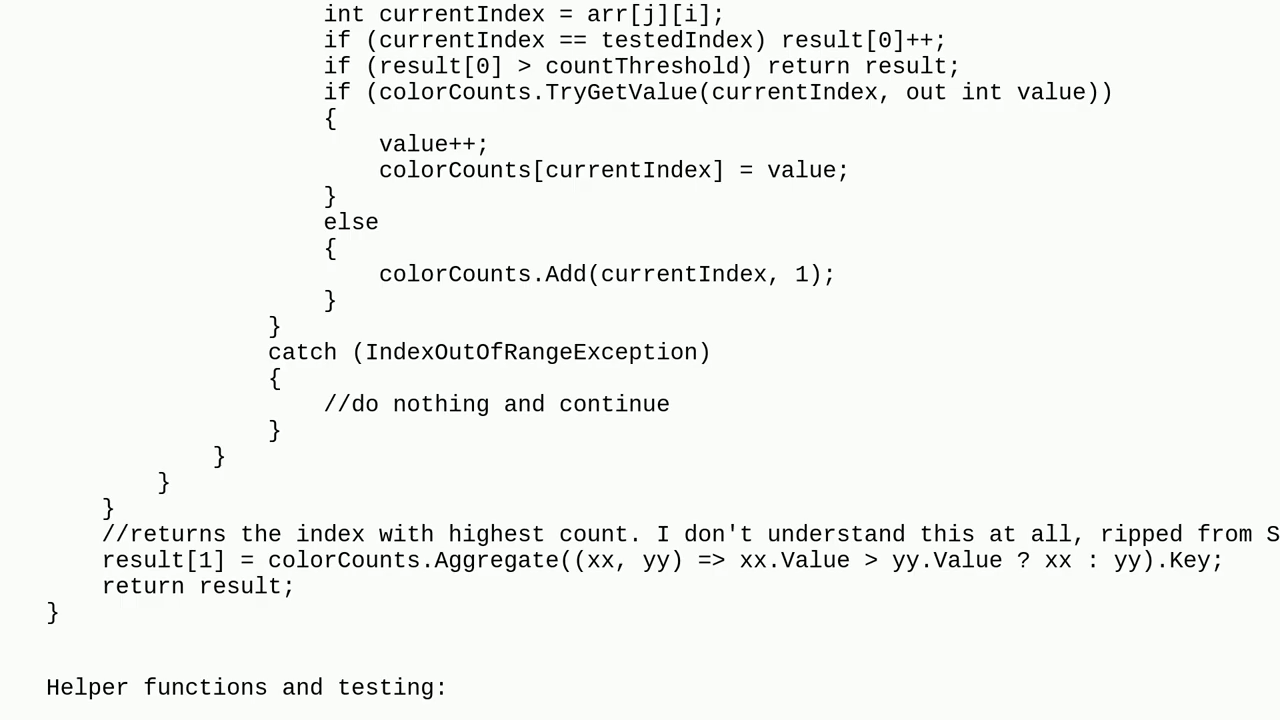 int currentIndex = arr[j][i];
if (currentIndex == testedIndex) result[0]++;
if (result[0] > countThreshold) return result;
if (colorCounts.TryGetValue(currentIndex, out int value))
{
value++;
colorCounts[currentIndex] = value;
}
else
{
colorCounts.Add(currentIndex, 1);
}
}
catch (IndexOutOfRangeException)
{
//do nothing and continue
}
}
}
}
//returns the index with highest count. I don't understand this at all, ripped from S
result[1] = colorCounts.Aggregate((xx, yy) => xx.Value > yy.Value ? xx : yy).Key;
return result;
}
Helper functions and testing: